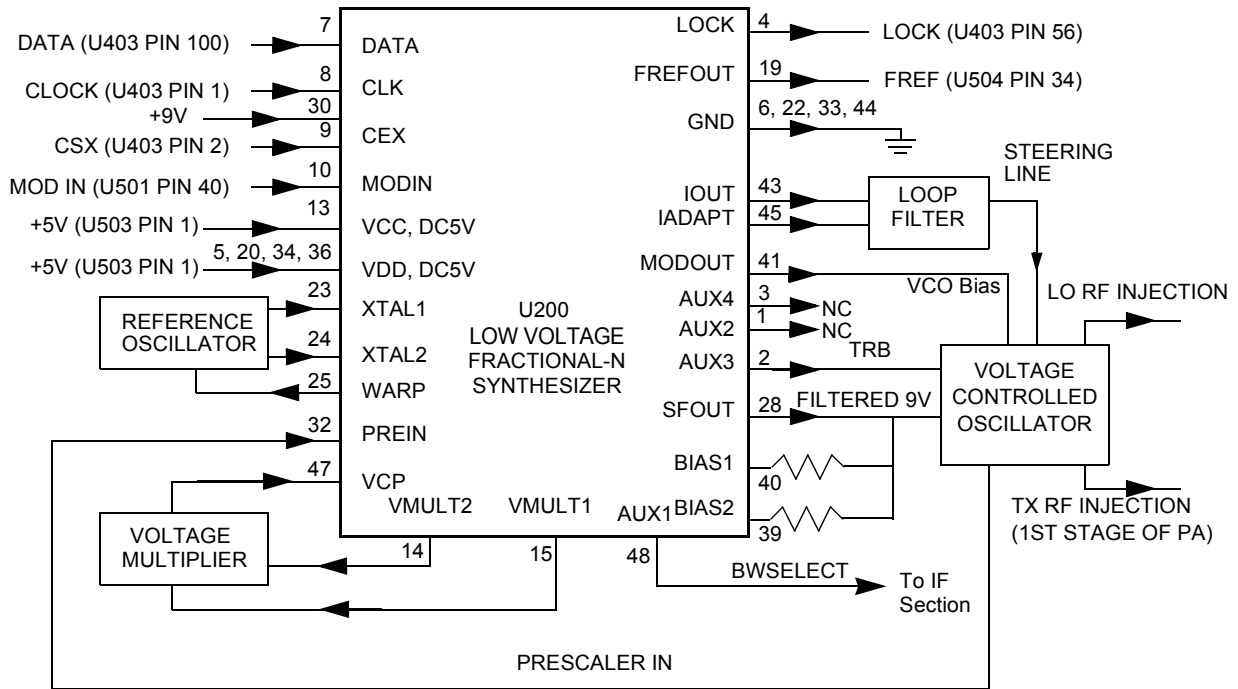 DATA (U403 PIN 100)
7
DATA
CLOCK (U403 PIN 1)
8
CLK
+9V
30
CSX (U403 PIN 2)
9
CEX
MOD IN (U501 PIN 40)
10
MODIN
+5V (U503 PIN 1)
13
VCC, DC5V
+5V (U503 PIN 1)
5, 20, 34, 36
VDD, DC5V
REFERENCE
OSCILLATOR
23
XTAL1
24
XTAL2
25
WARP
32
PREIN
47
VCP
VOLTAGE
MULTIPLIER
VMULT2
14
VMULT1
15
AUX1
48
BWSELECT
To IF
Section
U200
LOW VOLTAGE
FRACTIONAL-N
SYNTHESIZER
LOCK
4
LOCK (U403 PIN 56)
FREFOUT
19
FREF (U504 PIN 34)
GND
6, 22, 33, 44
IOUT
43
IADAPT
45
LOOP
FILTER
STEERING
LINE
MODOUT
41
VCO Bias
AUX4
3
NC
AUX2
1
NC
AUX3
2
TRB
SFOUT
28
FILTERED 9V
BIAS1
40
BIAS2
39
VOLTAGE
CONTROLLED
OSCILLATOR
LO RF INJECTION
TX RF INJECTION
(1ST STAGE OF PA)
PRESCALER IN